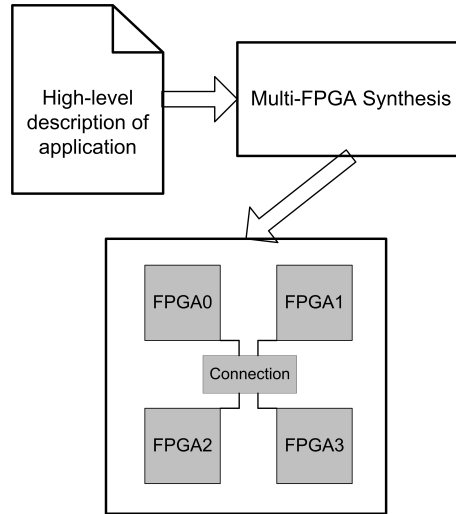 High-level
description of
application
Multi-FPGA Synthesis
FPGA0
FPGA1
Connection
FPGA2
FPGA3